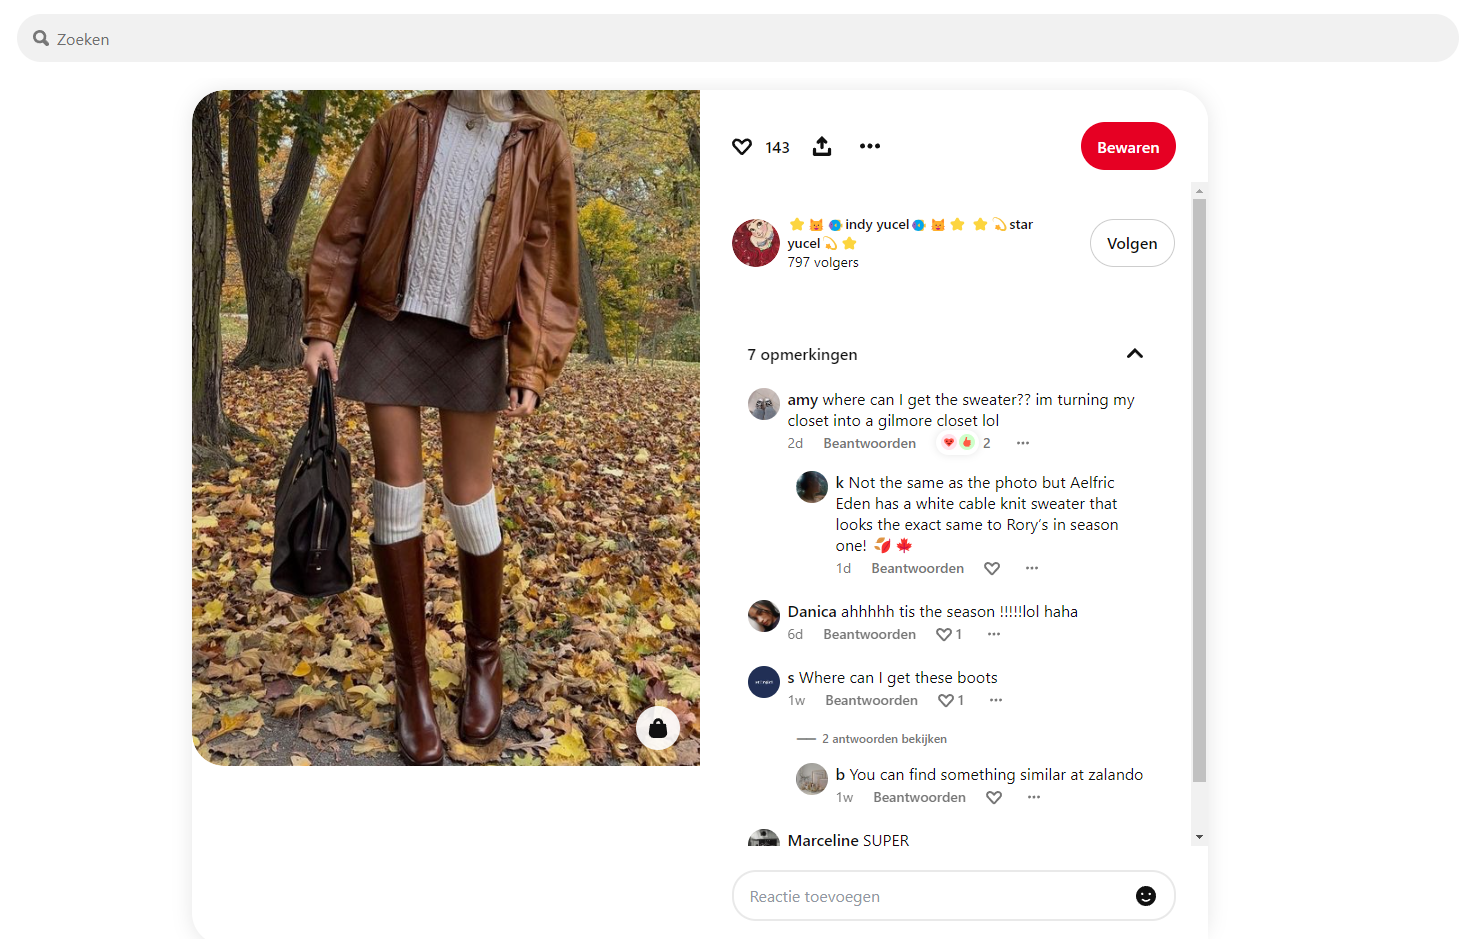 Zoeken
143
Bewaren
⭐😺🧿indy yucel🧿😺⭐ ⭐💫star
yucel💫⭐
797 volgers
Volgen
7 opmerkingen
amy where can I get the sweater?? im turning my
closet into a gilmore closet lol
2d Beantwoorden 2
k Not the same as the photo but Aelfric
Eden has a white cable knit sweater that
looks the exact same to Rory’s in season
one! 🍂🍁
1d Beantwoorden
Danica ahhhhh tis the season !!!!!lol haha
6d Beantwoorden 1
s Where can I get these boots
1w Beantwoorden 1
2 antwoorden bekijken
b You can find something similar at zalando
1w Beantwoorden
Marceline SUPER
Reactie toevoegen